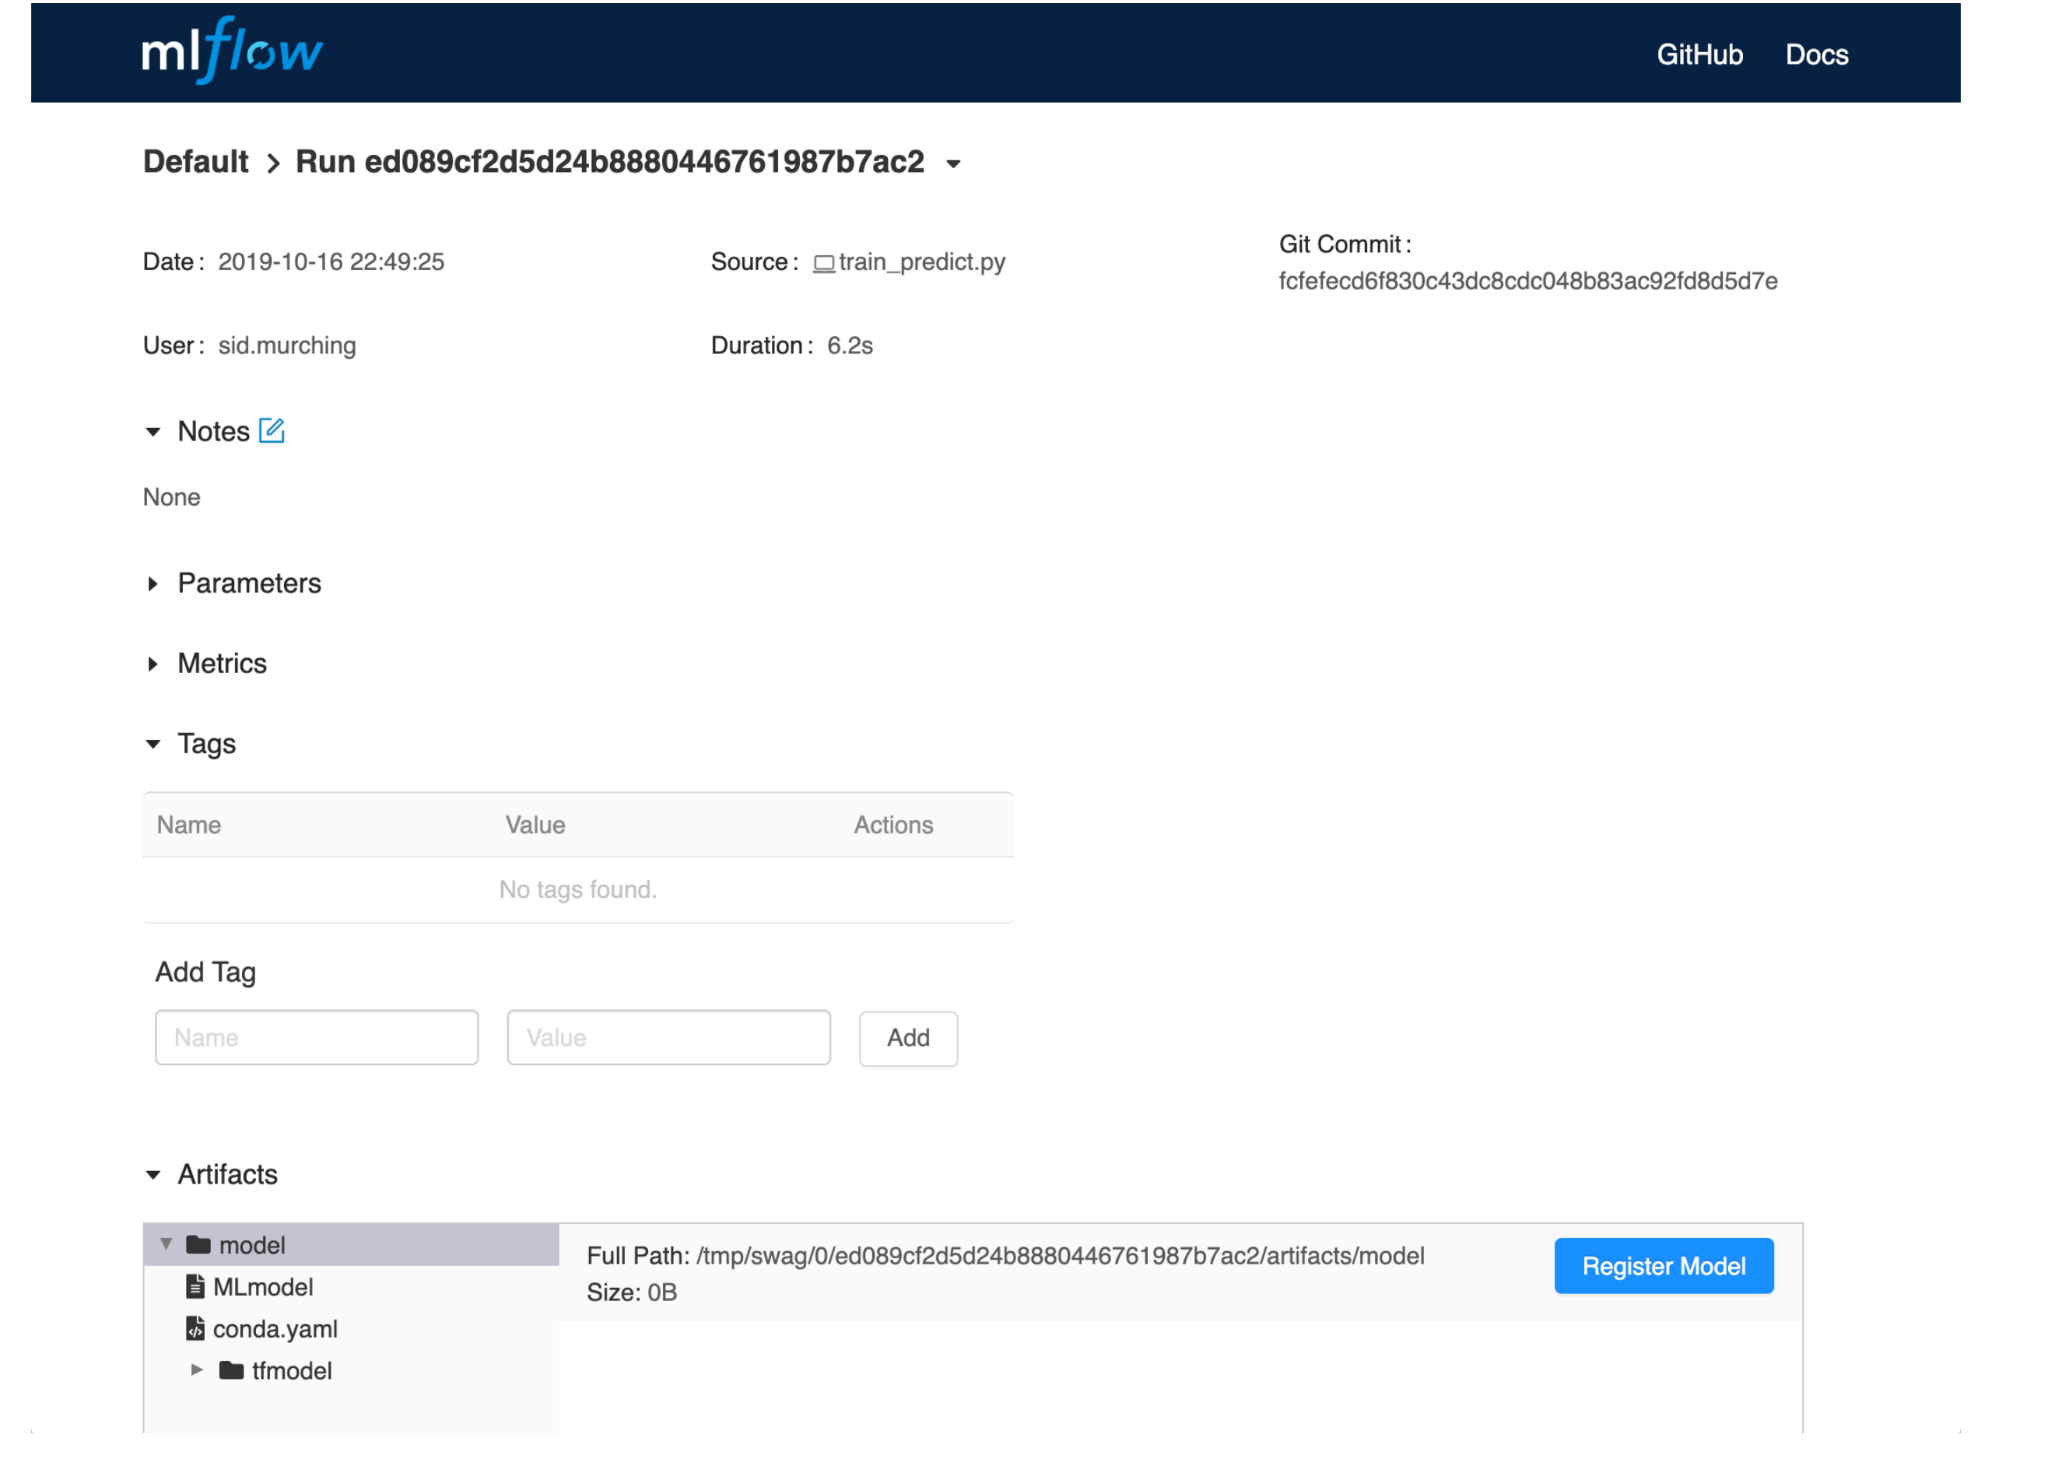 mlflow
GitHub Docs
Default > Run ed089cf2d5d24b8880446761987b7ac2
Date: 2019-10-16 22:49:25
Source: train_predict.py
Git Commit:
fcfefecd6f830c43dc8cdc048b83ac92fd8d5d7e
User: sid.murching
Duration: 6.2s
Notes
None
Parameters
Metrics
Tags
Name Value Actions
No tags found.
Add Tag
Name Value Add
Artifacts
model
MLmodel
conda.yaml
tfmodel
Full Path: /tmp/swag/0/ed089cf2d5d24b8880446761987b7ac2/artifacts/model
Size: 0B
Register Model